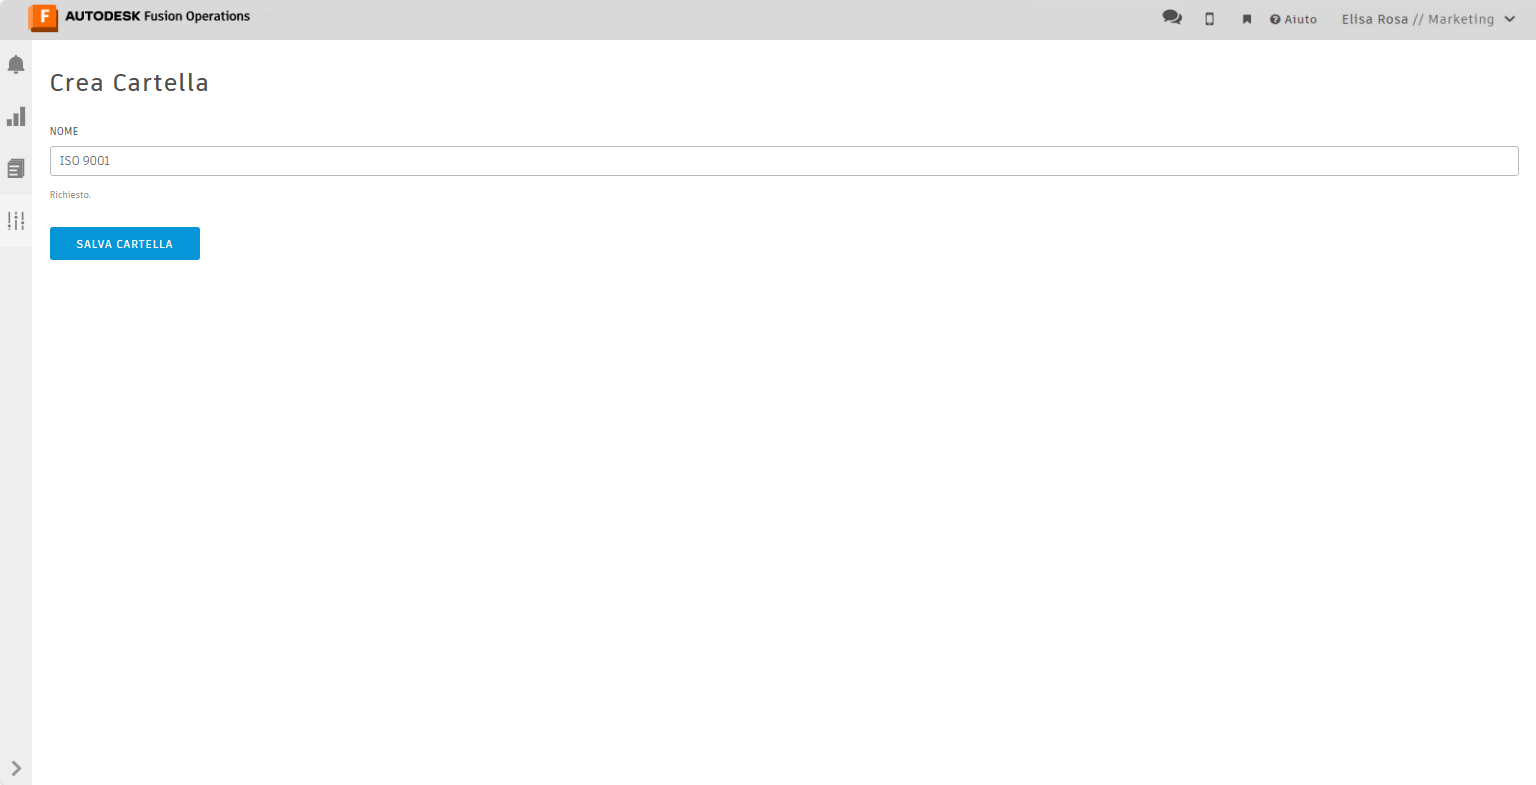 F AUTODESK Fusion Operations
Aiuto
Elisa Rosa // Marketing
Crea Cartella
NOME
ISO 9001
Richiesto.
SALVA CARTELLA